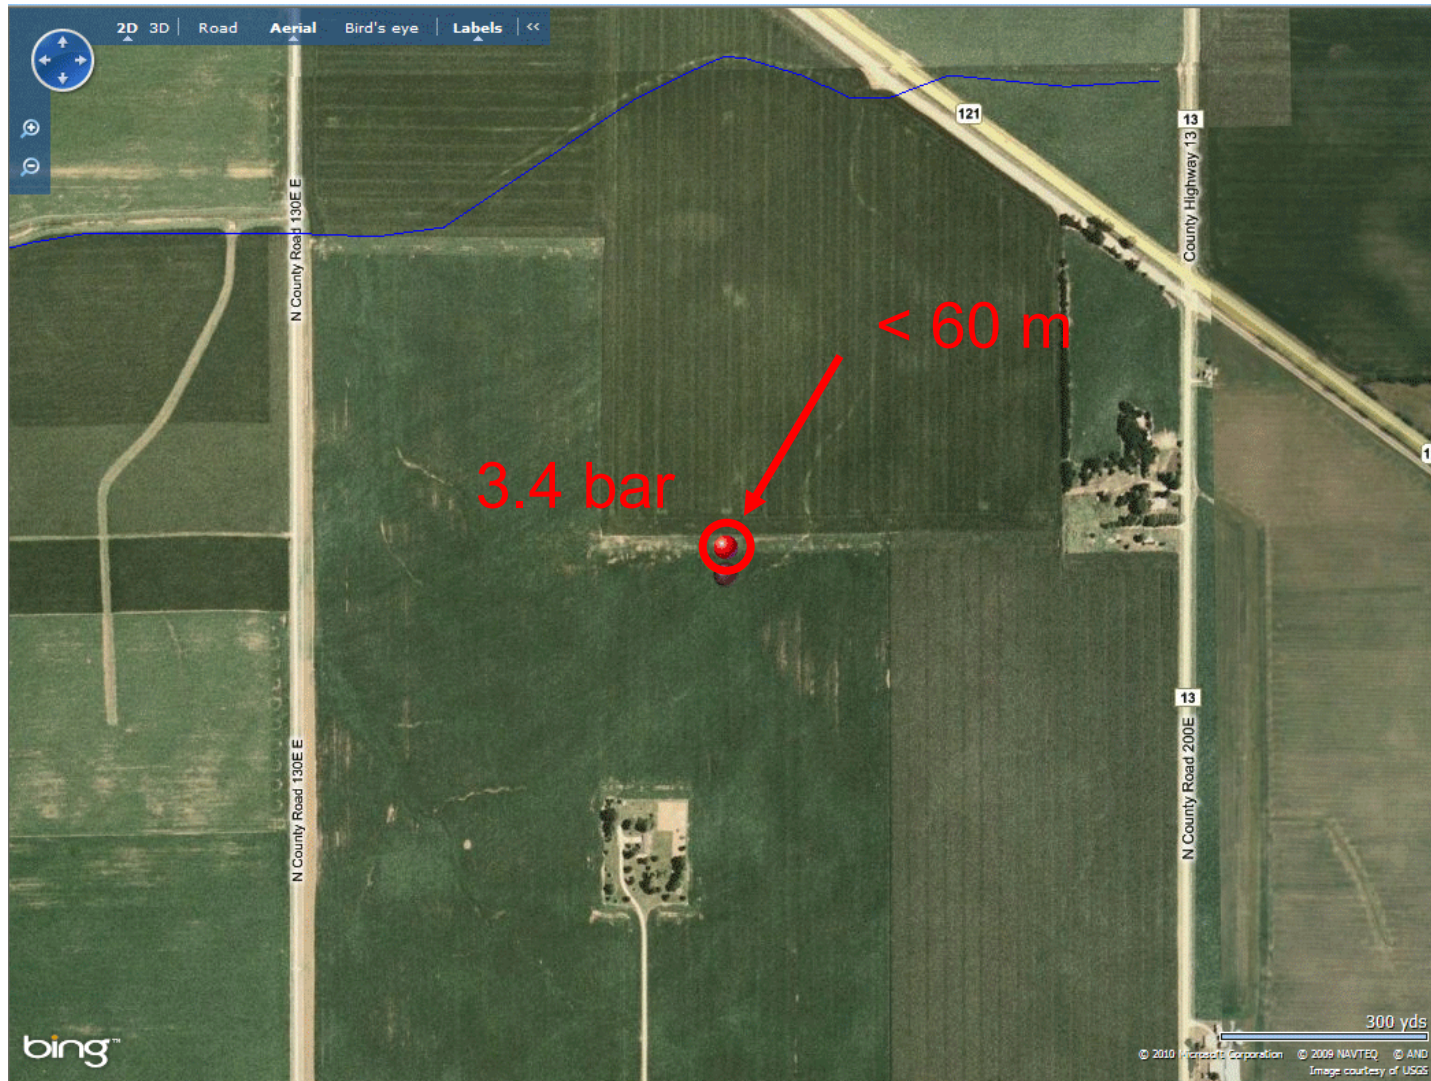 2D 3D Road Aerial Bird's eye Labels <<
121
13
County Highway 13
N County Road 130E E
< 60 m
3.4 bar
1
13
N County Road 130E E
N County Road 200E
300 yds
bing™
© 2010 Microsoft Corporation © 2009 NAVTEQ © AND
Image courtesy of USGS